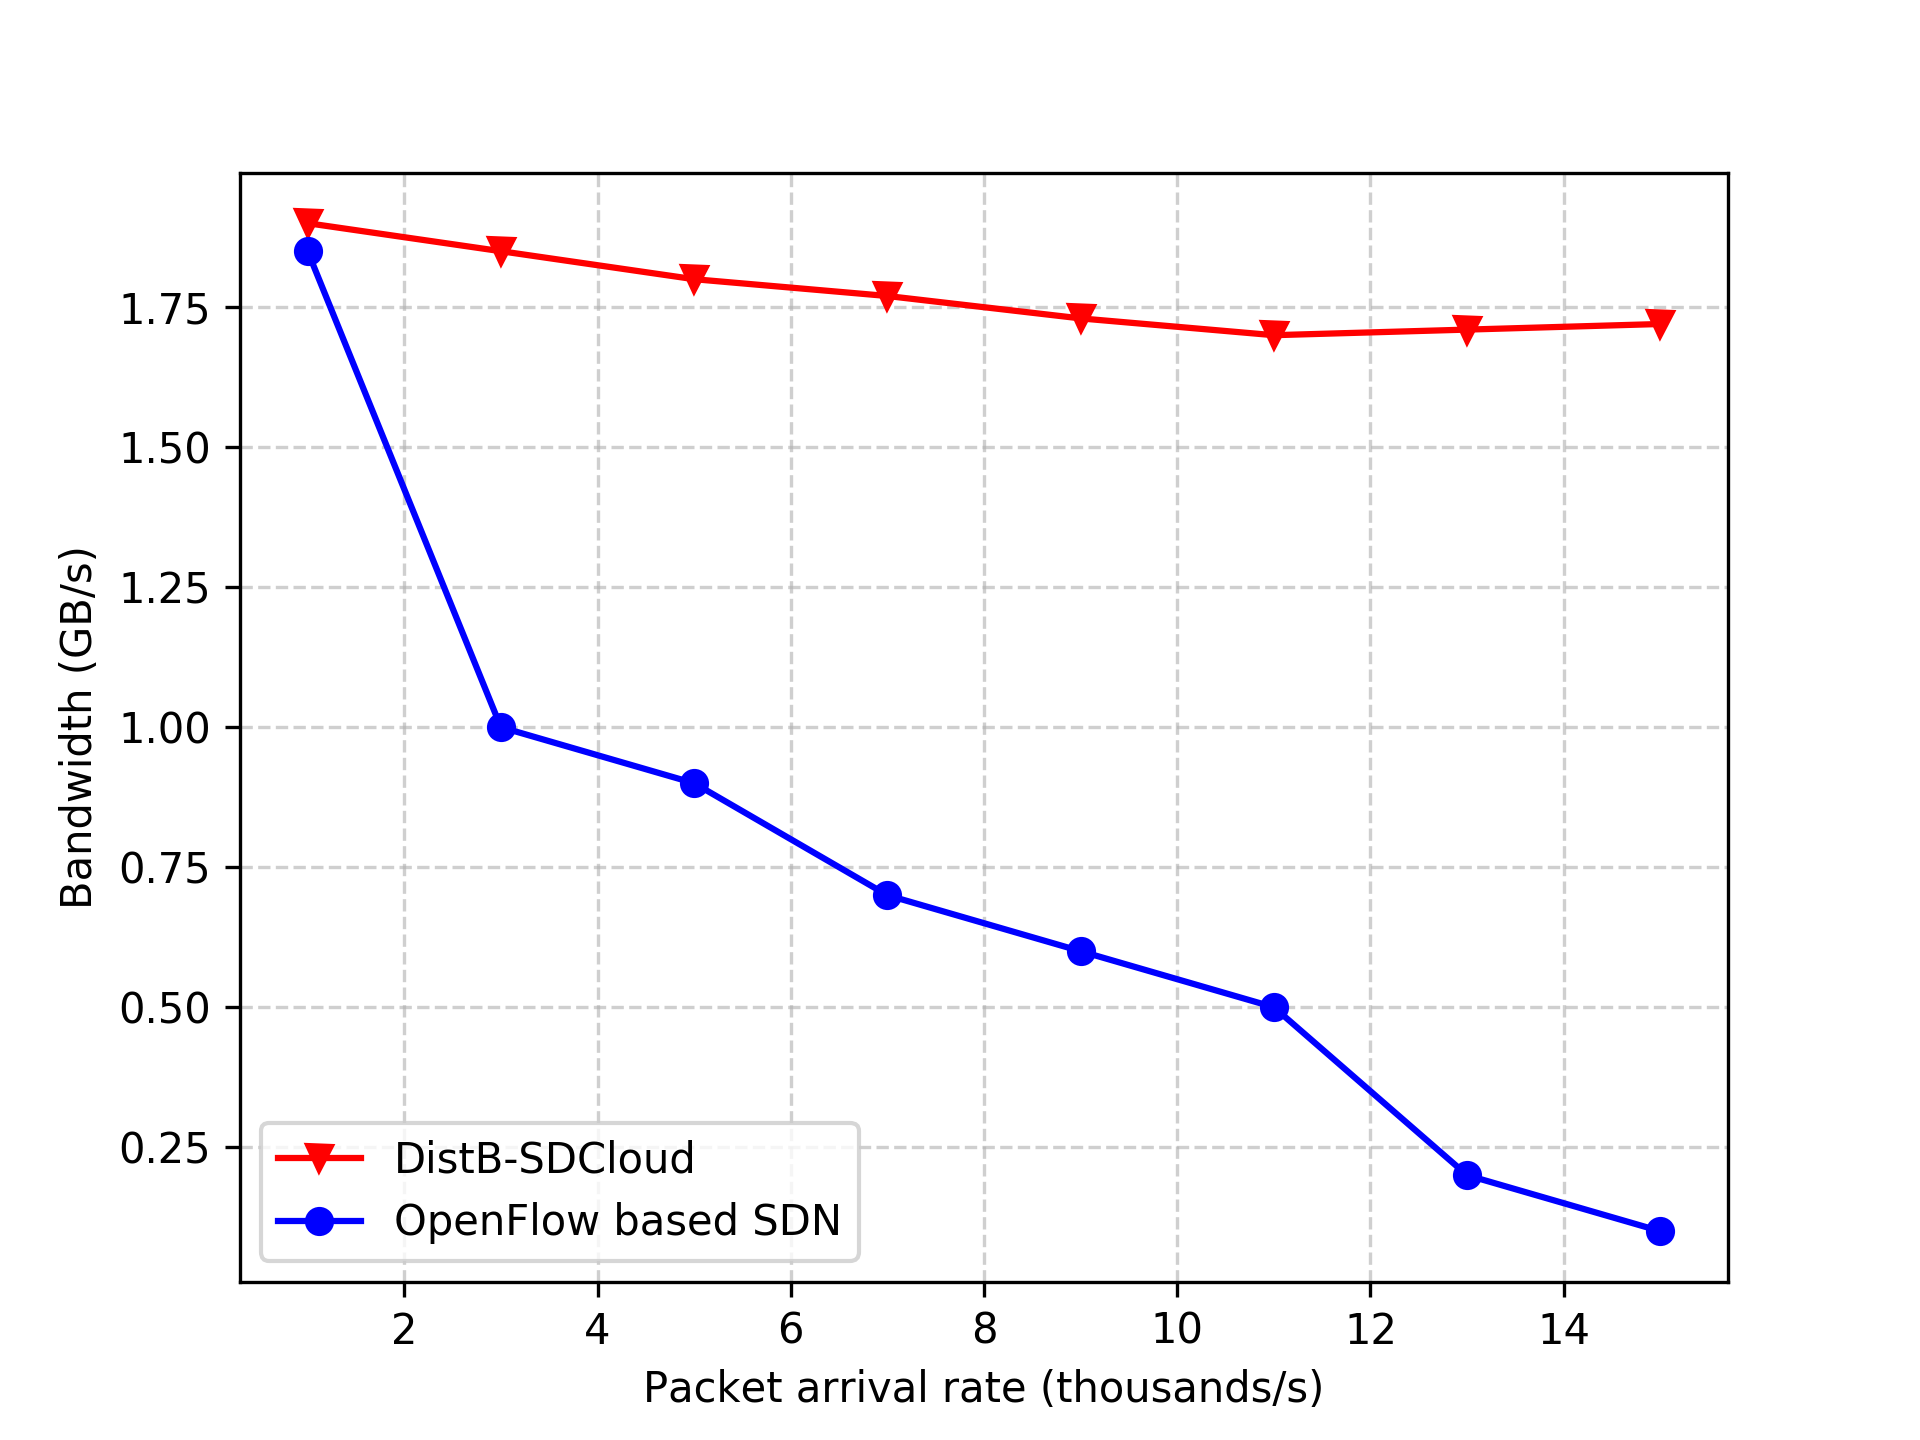 1.75
1.50
1.25
1.00
0.75
0.50
0.25
Bandwidth (GB/s)
DistB-SDCloud
OpenFlow based SDN
2 4 6 8 10 12 14
Packet arrival rate (thousands/s)